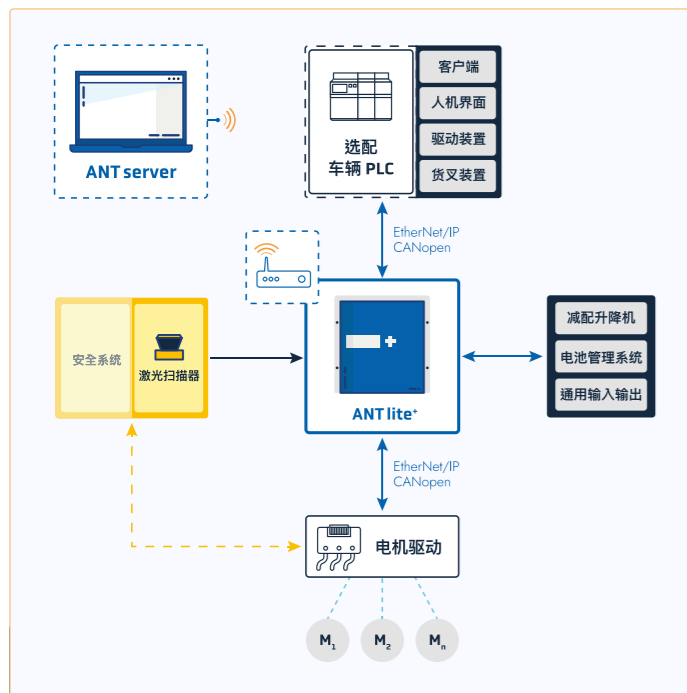 ANT server
选配
车辆 PLC
客户端
人机界面
驱动装置
货叉装置
EtherNet/IP
CANopen
安全系统
激光扫描器
ANT lite⁺
减配升降机
电池管理系统
通用输入输出
EtherNet/IP
CANopen
电机驱动
M₁
M₂
Mₙ